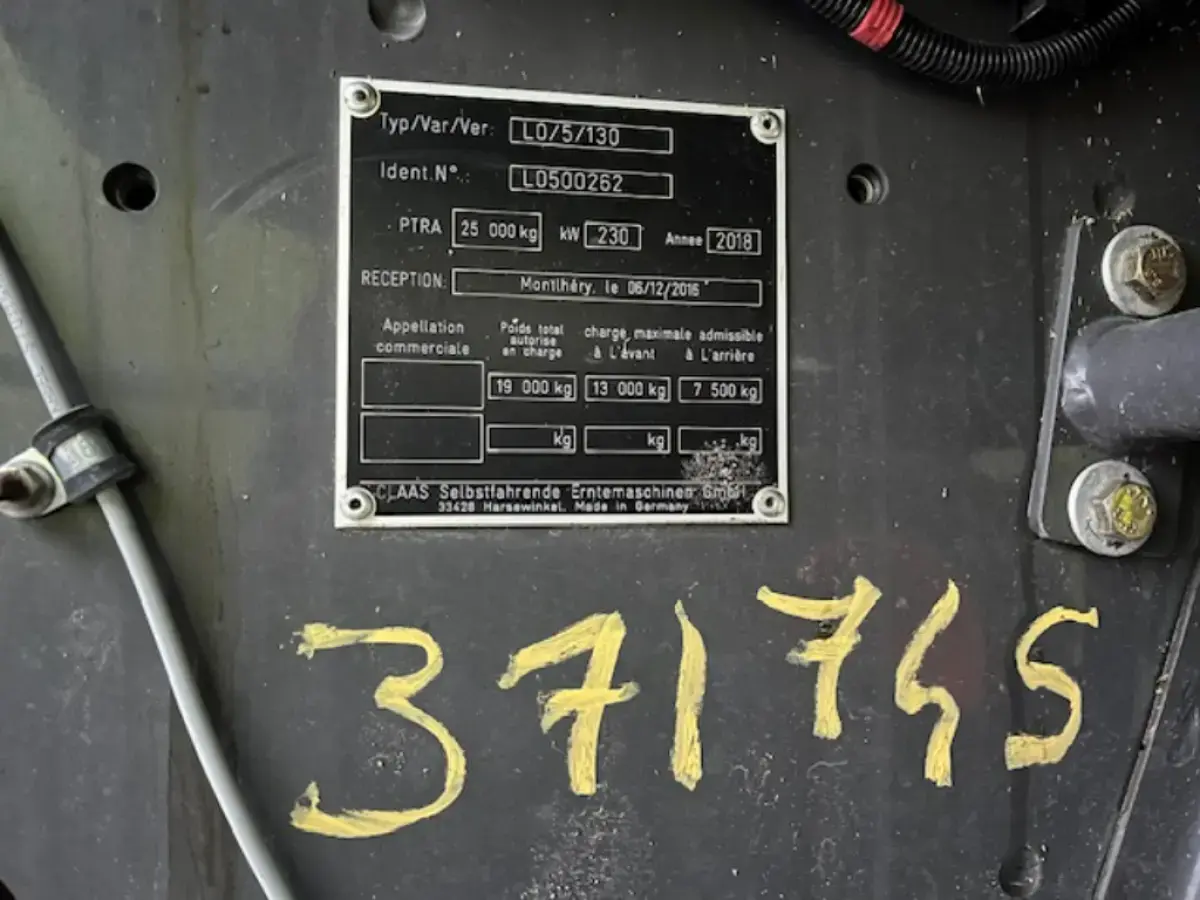 Typ/Var/Ver: L0/5/130
Ident.N°.: L0500262
PTRA 25 000 kg kW 230 Annee 2018
RECEPTION: Montlhéry, le 06/12/2016
Appellation commerciale
Poids total autorise en charge
charge maximale admissible
à L'avant à L'arrière
19 000 kg 13 000 kg 7 500 kg
kg kg kg
CLAAS Selbstfahrende Erntemaschinen GmbH
33428 Harsewinkel. Made in Germany
371745